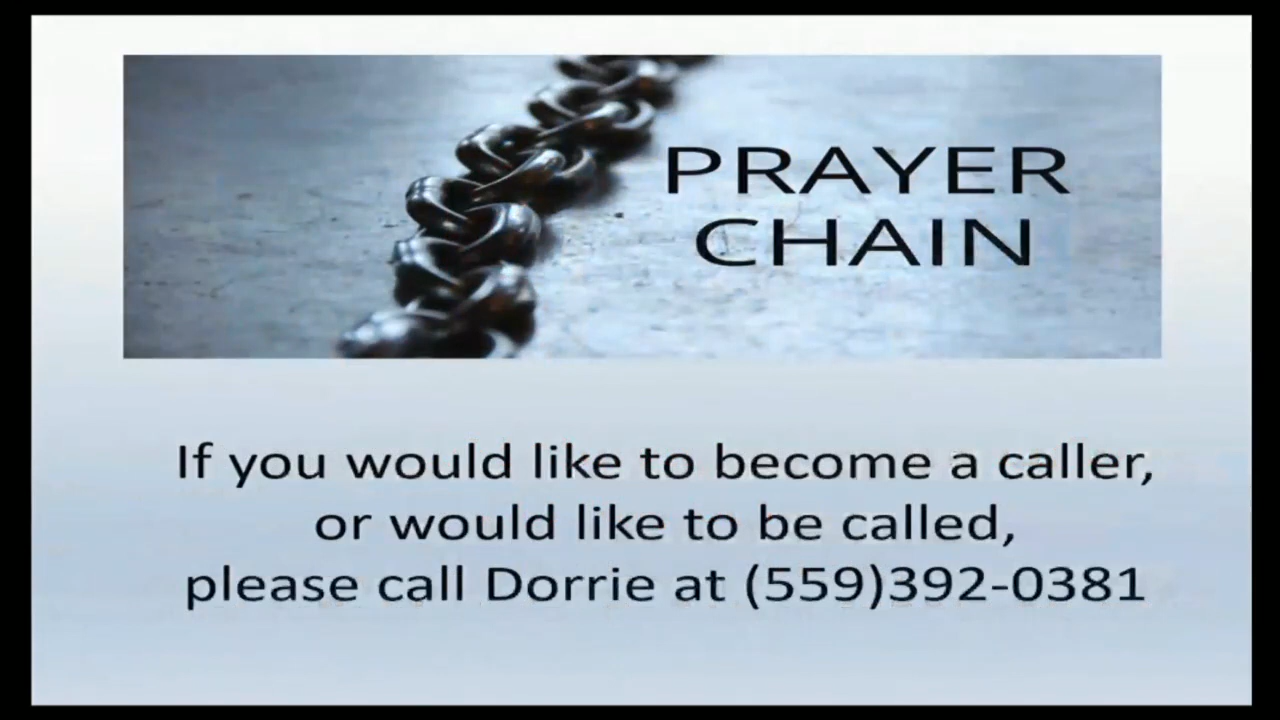 PRAYER
CHAIN
If you would like to become a caller,
or would like to be called,
please call Dorrie at (559)392-0381